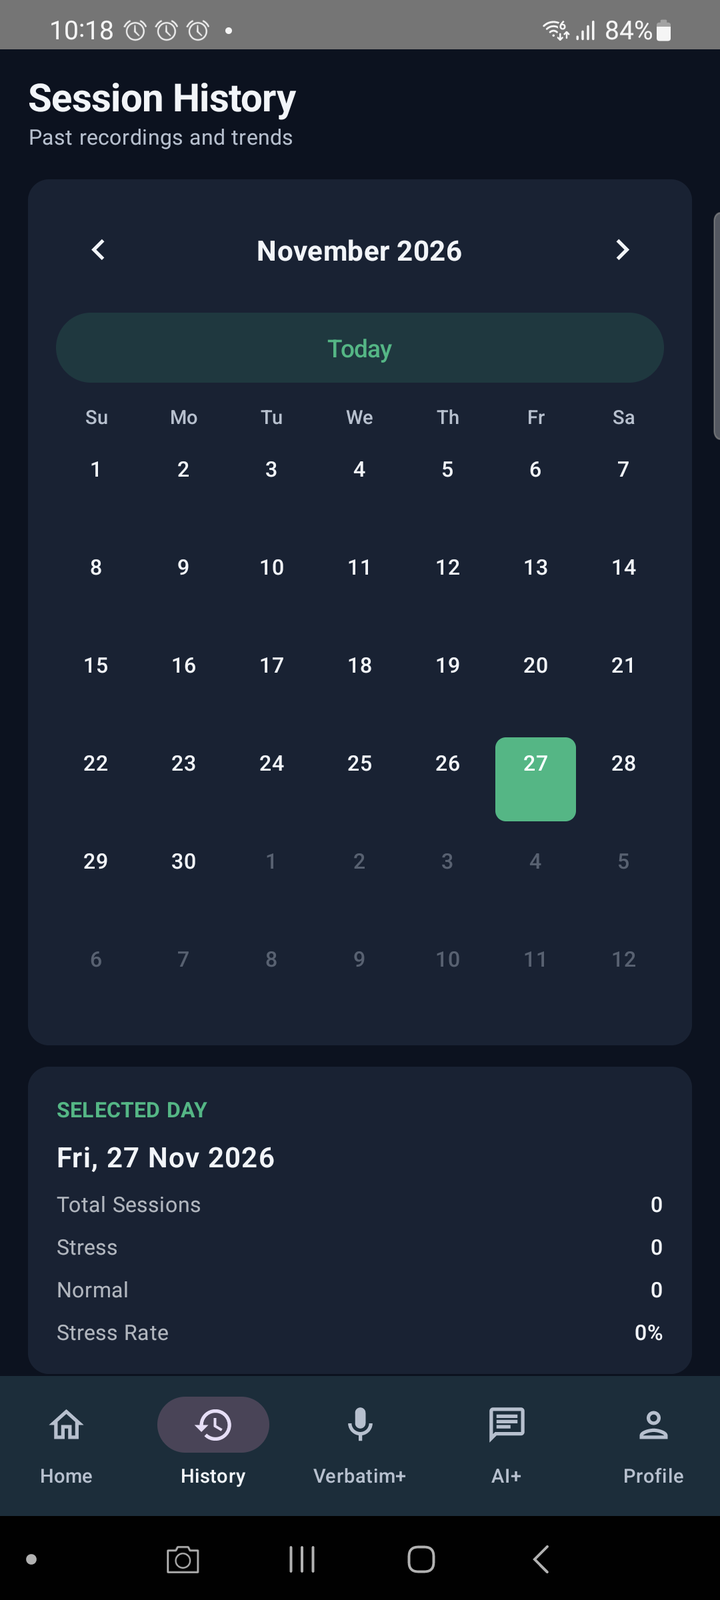 10:18 84%
Session History
Past recordings and trends
November 2026
Today
Su Mo Tu We Th Fr Sa
1 2 3 4 5 6 7
8 9 10 11 12 13 14
15 16 17 18 19 20 21
22 23 24 25 26 27 28
29 30 1 2 3 4 5
6 7 8 9 10 11 12
SELECTED DAY
Fri, 27 Nov 2026
Total Sessions 0
Stress 0
Normal 0
Stress Rate 0%
Home History Verbatim+ AI+ Profile